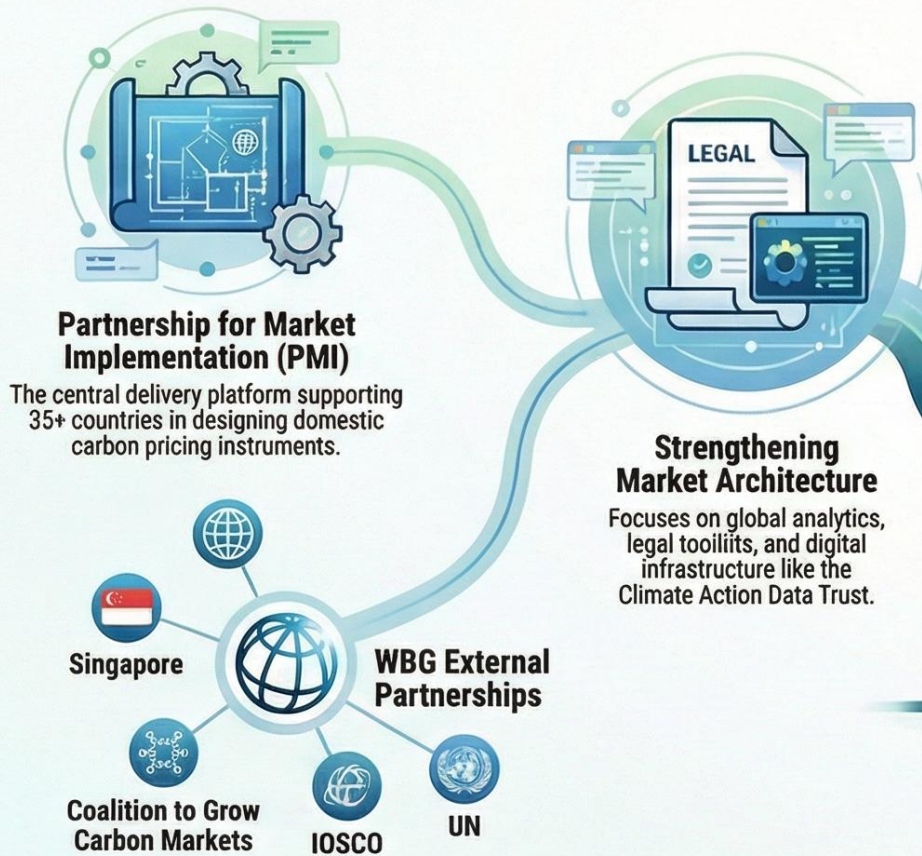 Partnership for Market
Implementation (PMI)
The central delivery platform supporting
35+ countries in designing domestic
carbon pricing instruments.
LEGAL
Strengthening
Market Architecture
Focuses on global analytics,
legal tooiliits, and digital
infrastructure like the
Climate Action Data Trust.
Singapore
WBG External
Partnerships
Coalition to Grow
Carbon Markets
IOSCO
UN